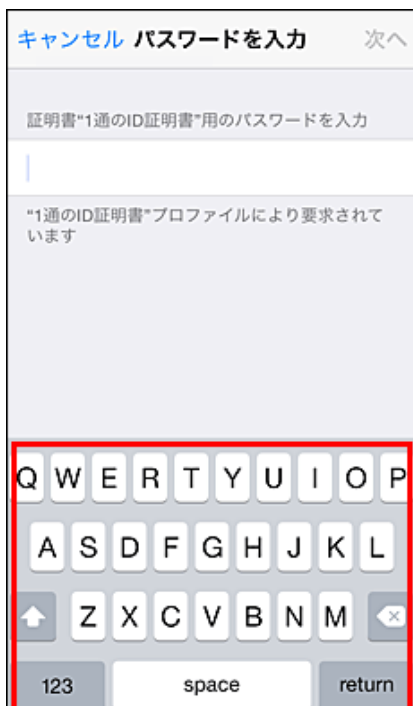 キャンセル パスワードを入力 次へ
証明書“1通のID証明書”用のパスワードを入力
“1通のID証明書”プロファイルにより要求されて
います
Q W E R T Y U I O P
A S D F G H J K L
Z X C V B N M
123 space return